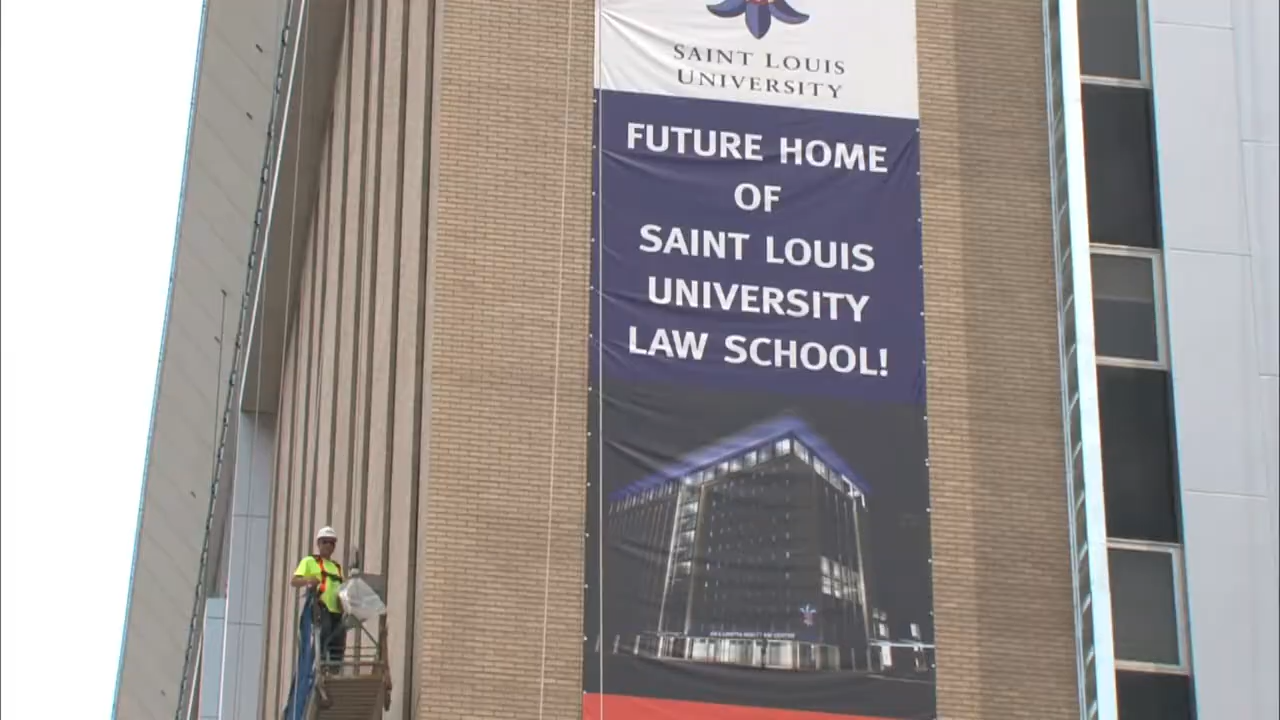 SAINT LOUIS
UNIVERSITY
FUTURE HOME
OF
SAINT LOUIS
UNIVERSITY
LAW SCHOOL!